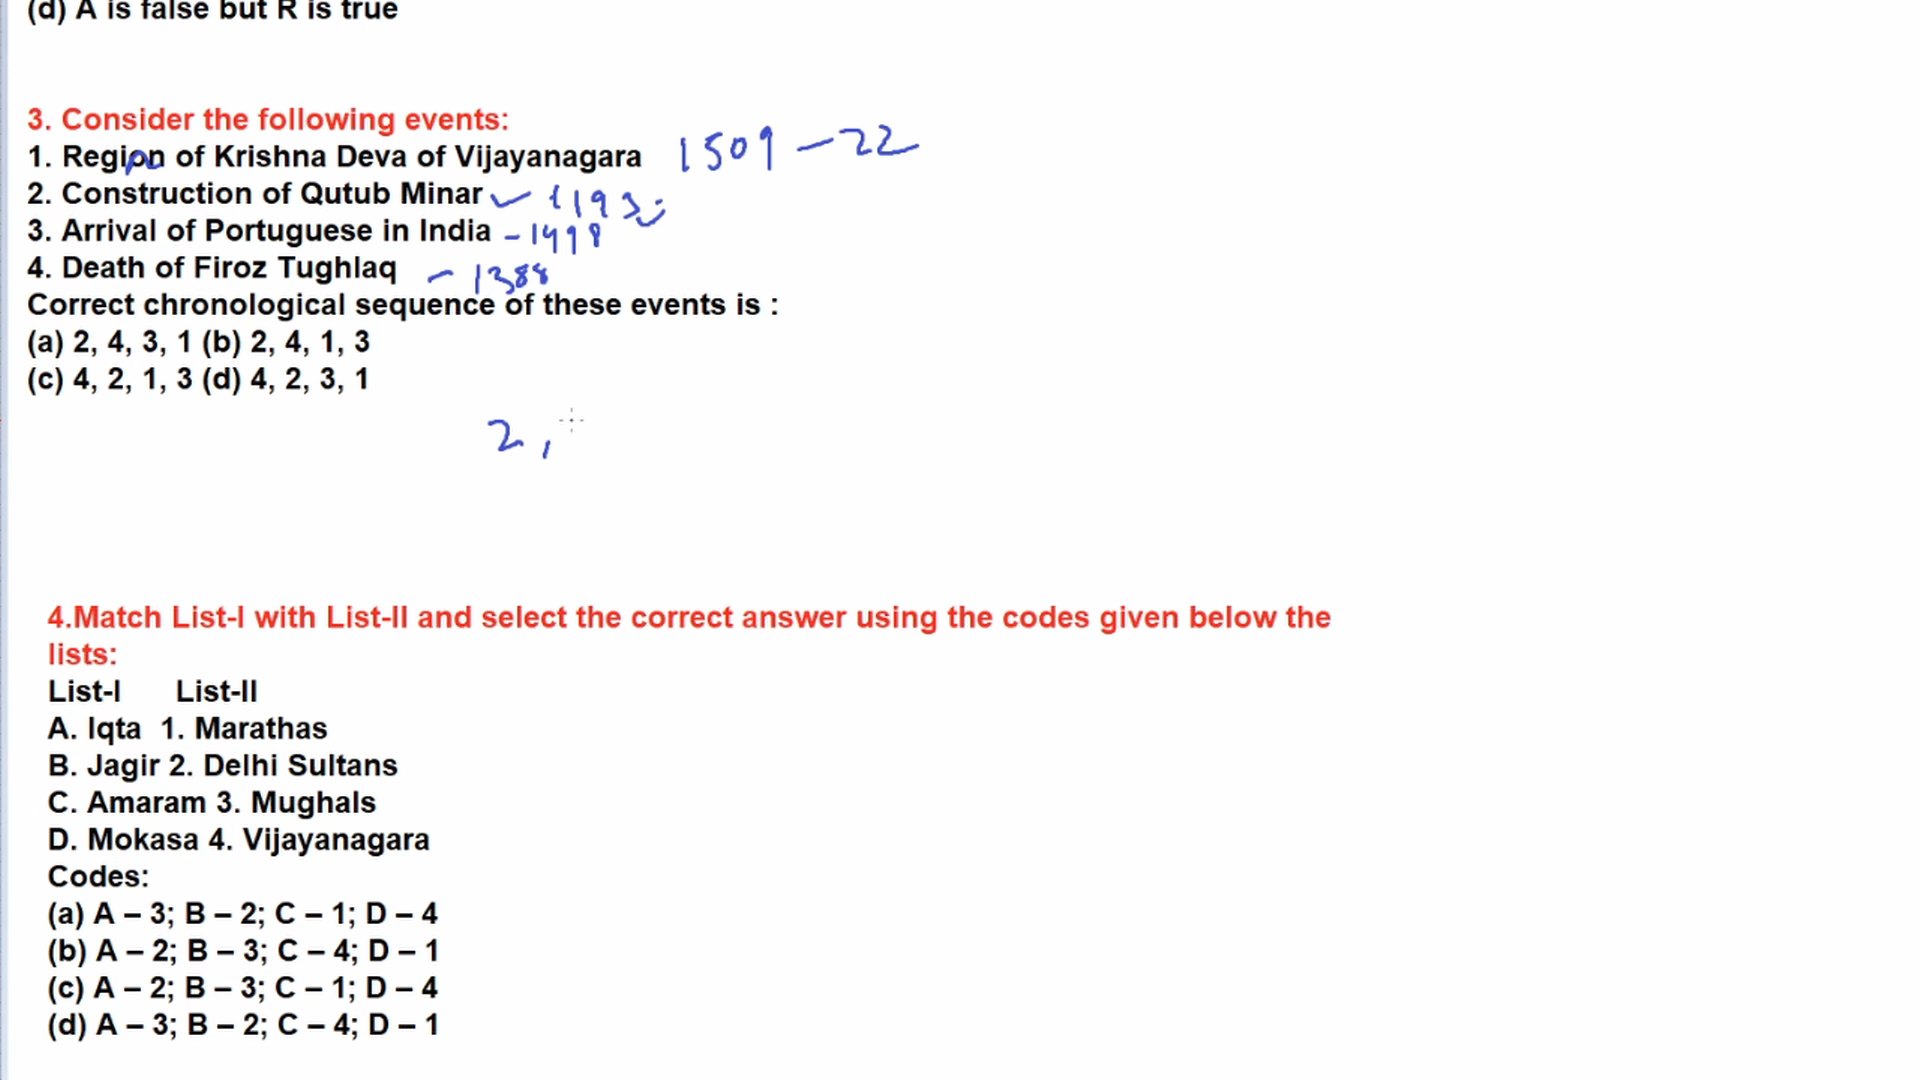 (d) A is false but R is true
3. Consider the following events:
1. Region of Krishna Deva of Vijayanagara 1509 - 22
2. Construction of Qutub Minar 1193
3. Arrival of Portuguese in India - 1498
4. Death of Firoz Tughlaq - 1388
Correct chronological sequence of these events is :
(a) 2, 4, 3, 1 (b) 2, 4, 1, 3
(c) 4, 2, 1, 3 (d) 4, 2, 3, 1
2 ,
4.Match List-I with List-II and select the correct answer using the codes given below the
lists:
List-I List-II
A. Iqta 1. Marathas
B. Jagir 2. Delhi Sultans
C. Amaram 3. Mughals
D. Mokasa 4. Vijayanagara
Codes:
(a) A – 3; B – 2; C – 1; D – 4
(b) A – 2; B – 3; C – 4; D – 1
(c) A – 2; B – 3; C – 1; D – 4
(d) A – 3; B – 2; C – 4; D – 1